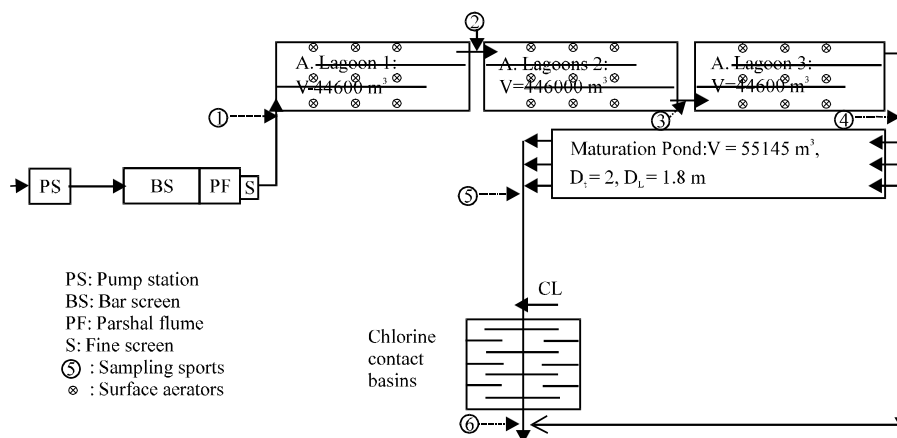 ②
A. Lagoon 1:
V-44600 m³
A. Lagoons 2:
V=446000 m³
A. Lagoon 3:
V=44600 m³
①
③
④
Maturation Pond:V = 55145 m³,
Dₜ = 2, D_L = 1.8 m
PS
BS
PF
S
⑤
PS: Pump station
BS: Bar screen
PF: Parshal flume
S: Fine screen
⑤ : Sampling sports
⊗ : Surface aerators
CL
Chlorine
contact
basins
⑥